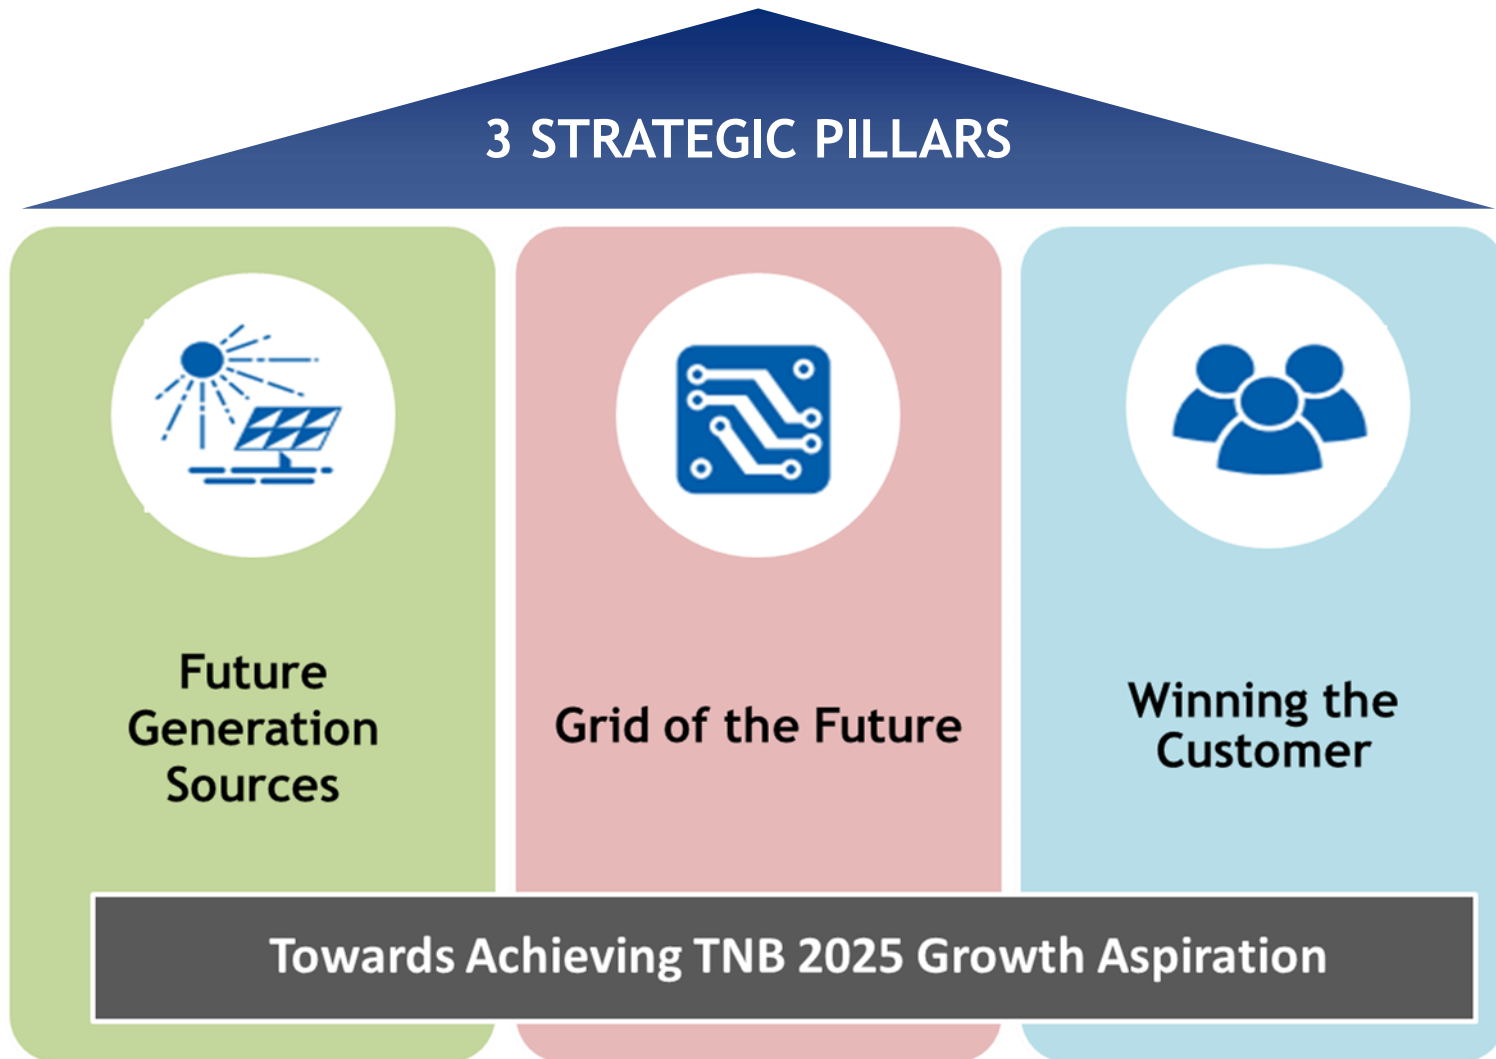 3 STRATEGIC PILLARS
Future
Generation
Sources
Grid of the Future
Winning the
Customer
Towards Achieving TNB 2025 Growth Aspiration